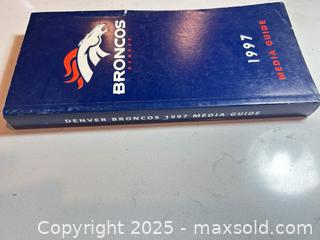 DENVER
BRONCOS
1997
MEDIA GUIDE
DENVER BRONCOS 1997 MEDIA GUIDE
© Copyright 2025 - maxsold.com